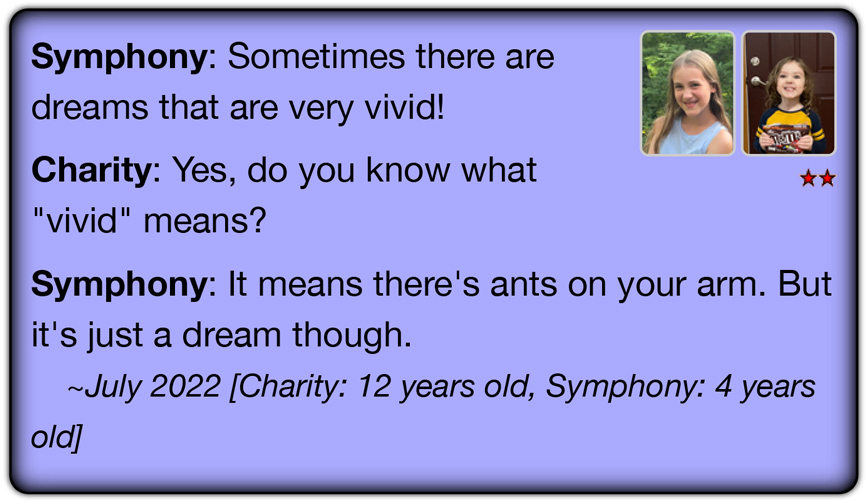 Symphony: Sometimes there are
dreams that are very vivid!
Charity: Yes, do you know what
"vivid" means?
Symphony: It means there's ants on your arm. But
it's just a dream though.
~July 2022 [Charity: 12 years old, Symphony: 4 years
old]